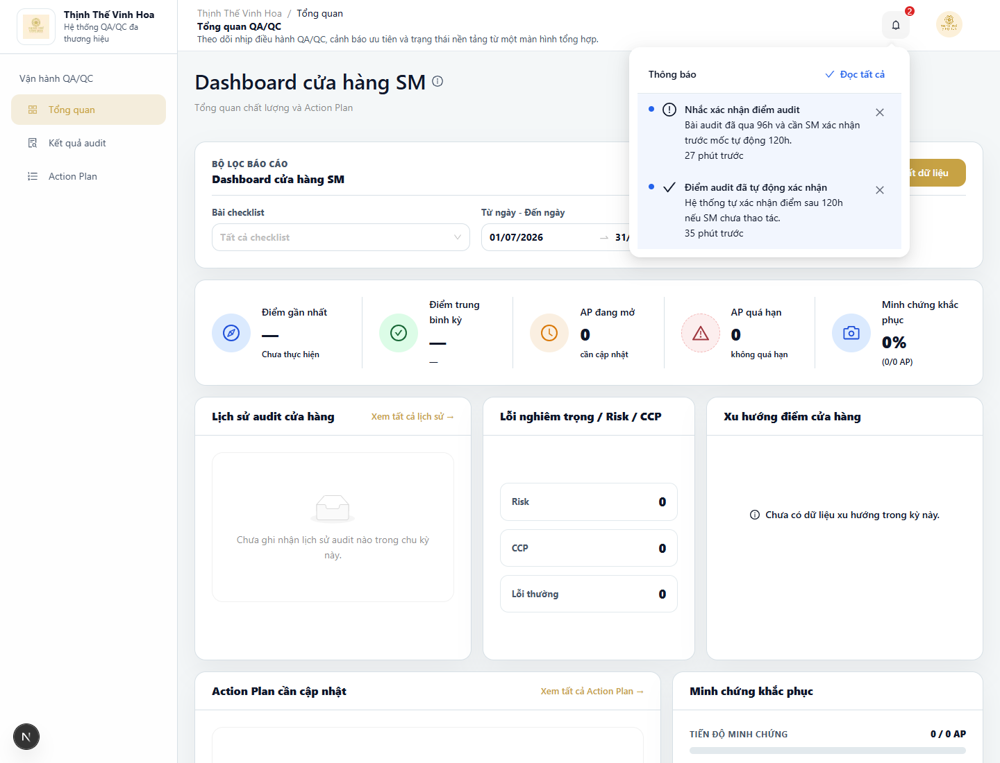 Thịnh Thế Vinh Hoa
Hệ thống QA/QC đa
thương hiệu
Vận hành QA/QC
Tổng quan
Kết quả audit
Action Plan
Thịnh Thế Vinh Hoa / Tổng quan
Tổng quan QA/QC
Theo dõi nhịp điều hành QA/QC, cảnh báo ưu tiên và trạng thái nền tảng từ một màn hình tổng hợp.
2
Thông báo
Đọc tất cả
Nhắc xác nhận điểm audit
Bài audit đã qua 96h và cần SM xác nhận
trước mốc tự động 120h.
27 phút trước
Điểm audit đã tự động xác nhận
Hệ thống tự xác nhận điểm sau 120h
nếu SM chưa thao tác.
35 phút trước
Dashboard cửa hàng SM
Tổng quan chất lượng và Action Plan
BỘ LỌC BÁO CÁO
Dashboard cửa hàng SM
ất dữ liệu
Bài checklist
Từ ngày - Đến ngày
Tất cả checklist
01/07/2026 → 31/
Điểm gần nhất
—
Chưa thực hiện
Điểm trung
bình kỳ
—
—
AP đang mở
0
cần cập nhật
AP quá hạn
0
không quá hạn
Minh chứng khắc
phục
0%
(0/0 AP)
Lịch sử audit cửa hàng
Xem tất cả lịch sử →
Chưa ghi nhận lịch sử audit nào trong chu kỳ
này.
Lỗi nghiêm trọng / Risk / CCP
Risk 0
CCP 0
Lỗi thường 0
Xu hướng điểm cửa hàng
Chưa có dữ liệu xu hướng trong kỳ này.
Action Plan cần cập nhật
Xem tất cả Action Plan →
Minh chứng khắc phục
TIẾN ĐỘ MINH CHỨNG
0 / 0 AP
N